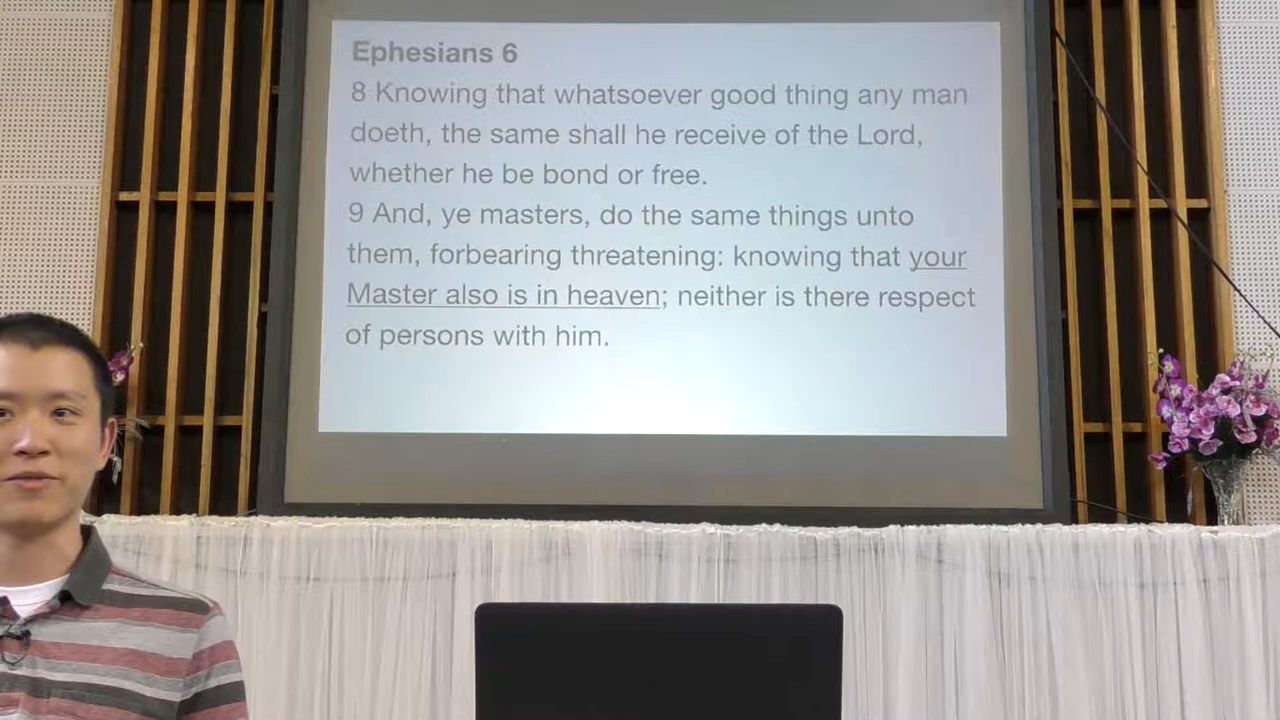 Ephesians 6
8 Knowing that whatsoever good thing any man
doeth, the same shall he receive of the Lord,
whether he be bond or free.
9 And, ye masters, do the same things unto
them, forbearing threatening: knowing that your
Master also is in heaven; neither is there respect
of persons with him.